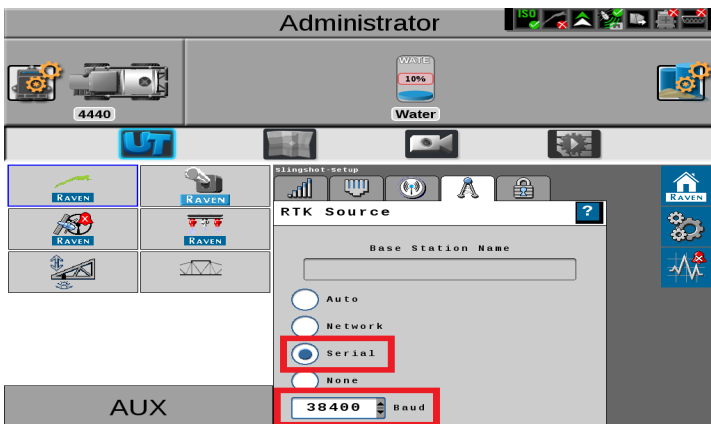 Administrator
ISO
WATE
10%
4440
Water
UT
slingshot-setup
RAVEN
RAVEN
RAVEN
RTK Source
?
RAVEN
RAVEN
Base Station Name
Auto
Network
Serial
None
AUX
38400
Baud